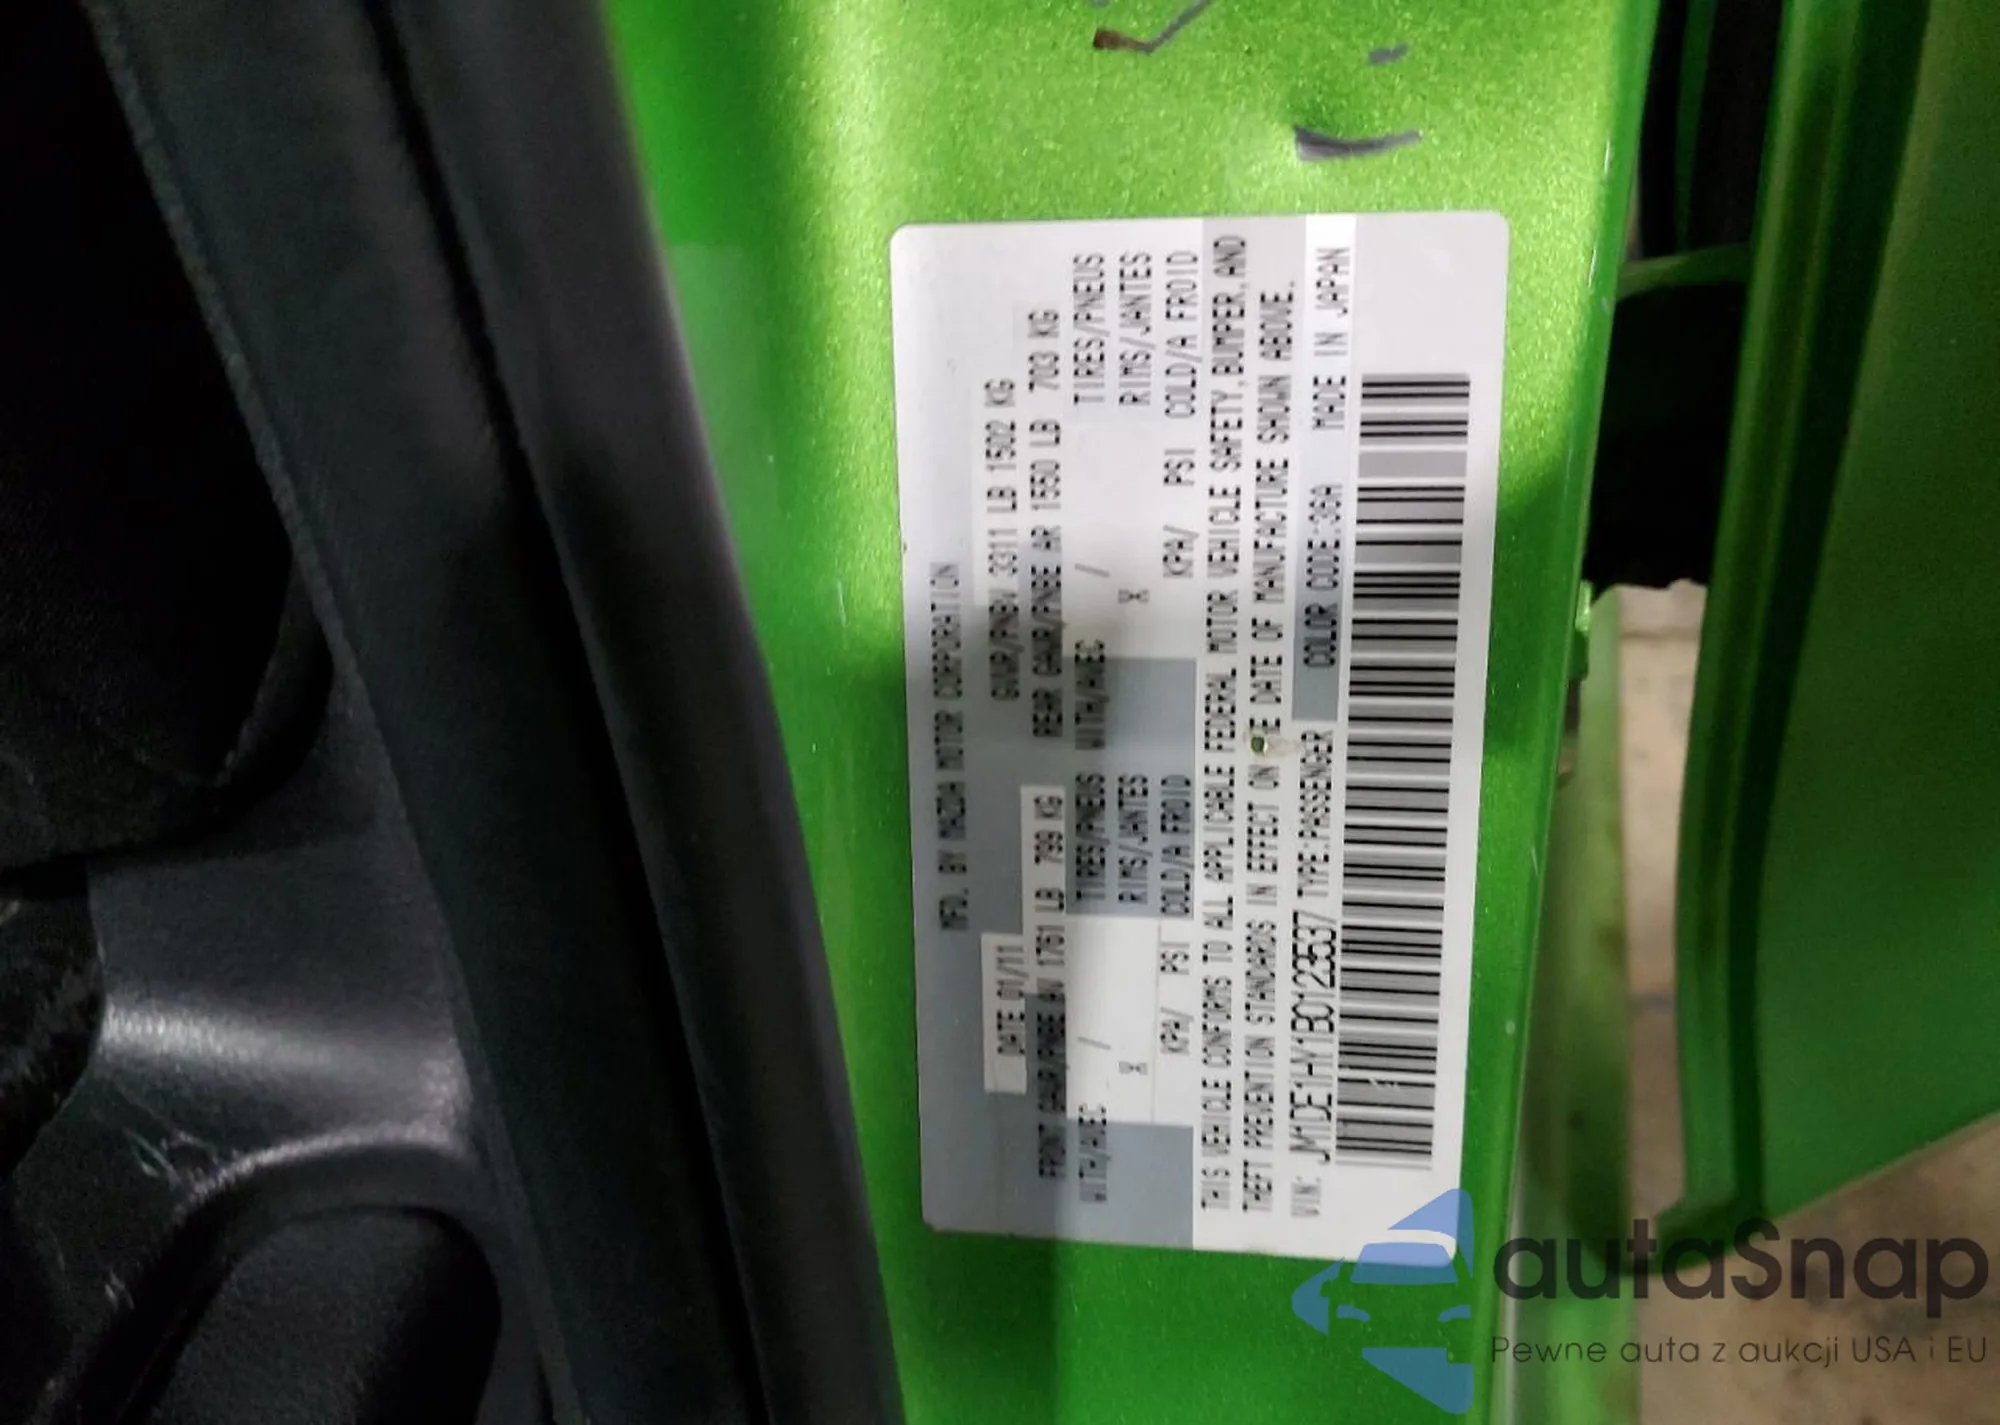 MFD. BY MAZDA MOTOR CORPORATION
DATE 01/11 GVWR/PNBV 3311 LB 1502 KG
FRONT GAWR/PNBE AV 1761 LB 799 KG REAR GAWR/PNBE AR 1550 LB 703 KG
WITH/AVEC / TIRES/PNEUS WITH/AVEC / TIRES/PNEUS
X RIMS/JANTES X RIMS/JANTES
KPA/ PSI COLD/A FROID KPA/ PSI COLD/A FROID
THIS VEHICLE CONFORMS TO ALL APPLICABLE FEDERAL MOTOR VEHICLE SAFETY, BUMPER, AND
THEFT PREVENTION STANDARDS IN EFFECT ON DATE OF MANUFACTURE SHOWN ABOVE.
VIN: JM1DE1HY1B0123537 TYPE:PASSENGER COLOR CODE:36A MADE IN JAPAN
autaSnap
Pewne auta z aukcji USA i EU